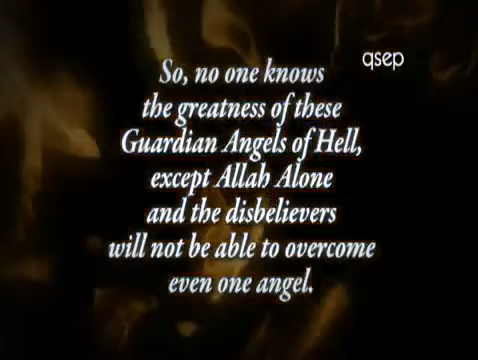 qsep
So, no one knows
the greatness of these
Guardian Angels of Hell,
except Allah Alone
and the disbelievers
will not be able to overcome
even one angel.